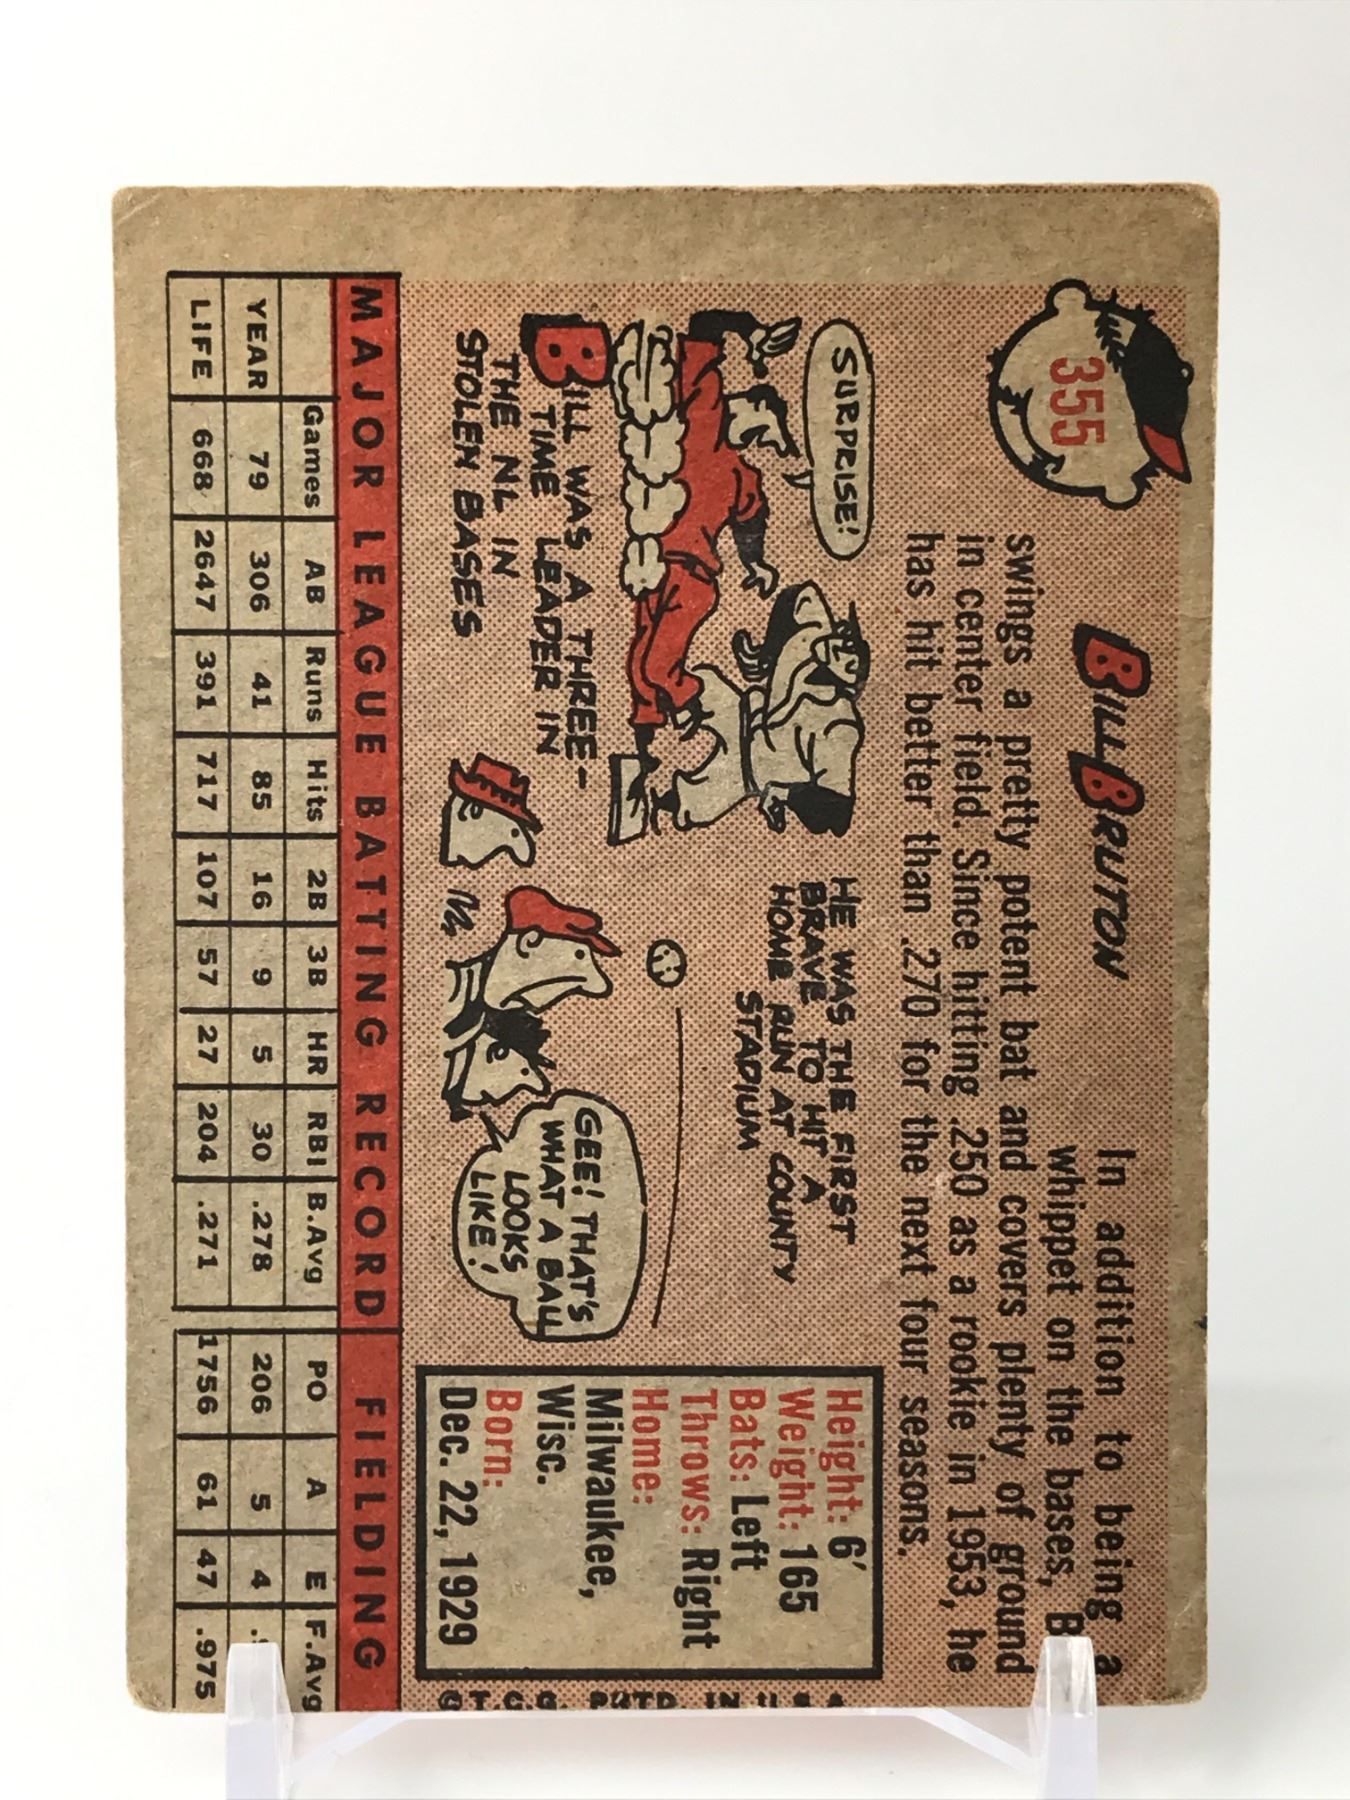 355
BILL BRUTON
In addition to being a
whippet on the bases,
swings a pretty potent bat and covers plenty of ground
in center field. Since hitting .250 as a rookie in 1953, he
has hit better than .270 for the next four seasons.
SURPRISE!
BILL WAS A THREE-
TIME LEADER IN
THE NL IN
STOLEN BASES
HE WAS THE FIRST
BRAVE TO HIT A
HOME RUN AT COUNTY
STADIUM
GEE! THAT'S
WHAT A BALL
LOOKS
LIKE!
Height: 6'
Weight: 165
Bats: Left
Throws: Right
Home:
Milwaukee,
Wisc.
Born:
Dec. 22, 1929
©T.C.G. PRTD. IN U.S.A.
MAJOR LEAGUE BATTING RECORD FIELDING
Games AB Runs Hits 2B 3B HR RBI B.Avg PO A E F.Avg
YEAR 79 306 41 85 16 9 5 30 .278 206 5 4
LIFE 668 2647 391 717 107 57 27 204 .271 1756 61 47 .975